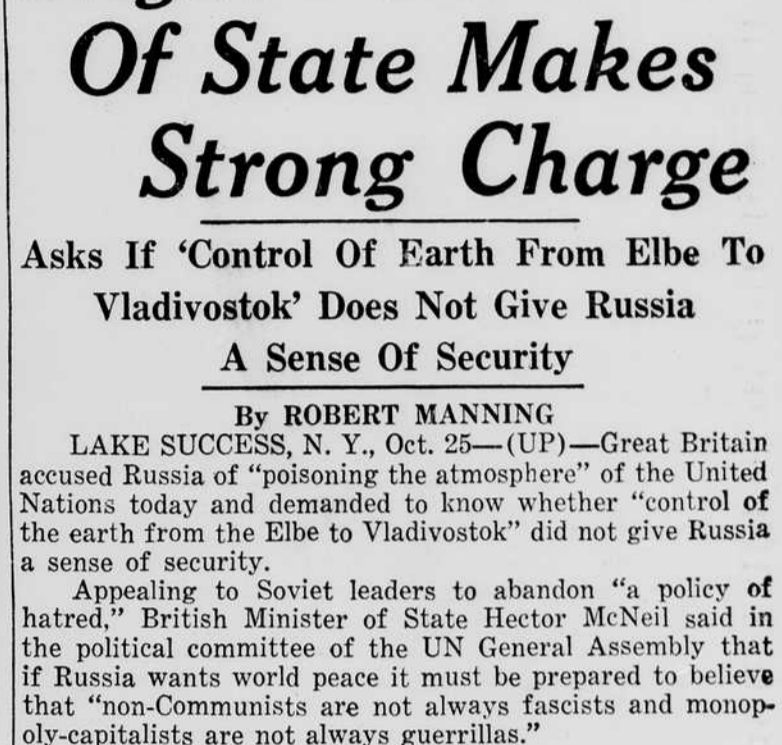 Of State Makes
Strong Charge
Asks If ‘Control Of Earth From Elbe To
Vladivostok’ Does Not Give Russia
A Sense Of Security
By ROBERT MANNING
LAKE SUCCESS, N. Y., Oct. 25—(UP)—Great Britain
accused Russia of “poisoning the atmosphere” of the United
Nations today and demanded to know whether “control of
the earth from the Elbe to Vladivostok” did not give Russia
a sense of security.
Appealing to Soviet leaders to abandon “a policy of
hatred,” British Minister of State Hector McNeil said in
the political committee of the UN General Assembly that
if Russia wants world peace it must be prepared to believe
that “non-Communists are not always fascists and monop-
oly-capitalists are not always guerrillas.”